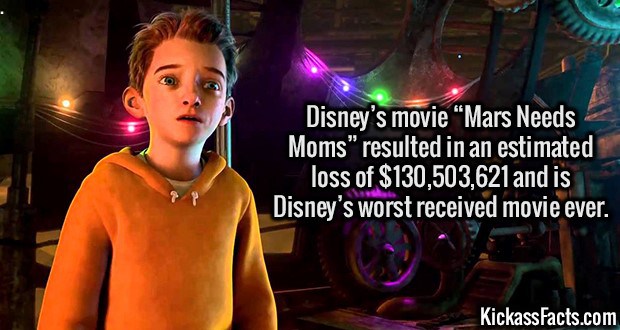 Disney's movie “Mars Needs
Moms” resulted in an estimated
loss of $130,503,621 and is
Disney's worst received movie ever.
KickassFacts.com